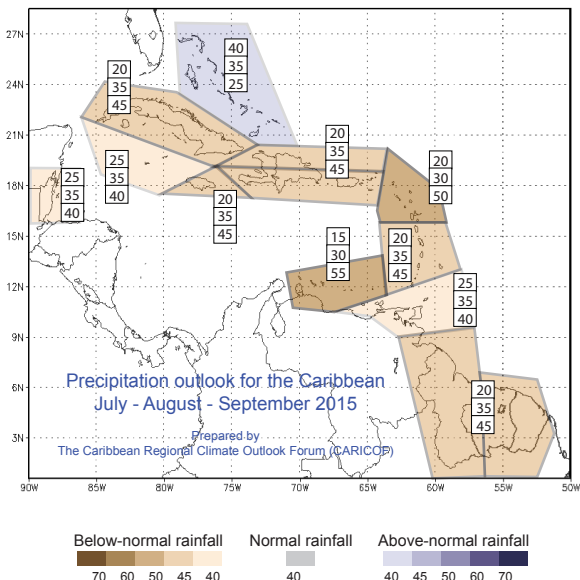 27N
24N
21N
18N
15N
12N
9N
6N
3N
40
35
25
20
35
45
20
35
45
20
30
50
25
35
40
25
35
40
20
35
45
15
30
55
20
35
45
25
35
40
20
35
45
Precipitation outlook for the Caribbean
July - August - September 2015
Prepared by
The Caribbean Regional Climate Outlook Forum (CARICOF)
90W 85W 80W 75W 70W 65W 60W 55W 50W
Below-normal rainfall Normal rainfall Above-normal rainfall
70 60 50 45 40 40 40 45 50 60 70